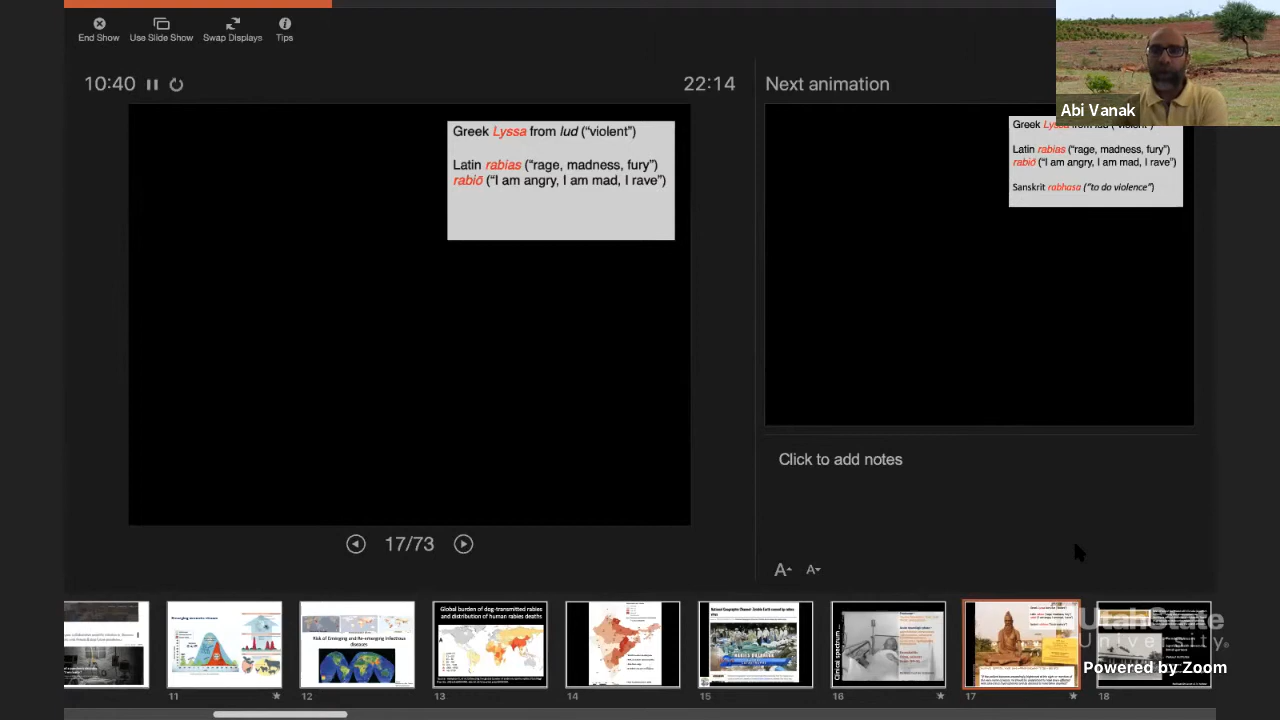 End Show
Use Slide Show
Swap Displays
Tips
Abi Vanak
10:40
22:14
Next animation
Greek Lyssa from lud (“violent”)
Latin rabias (“rage, madness, fury”)
rabiō (“I am angry, I am mad, I rave”)
Greek Lyssa from lud (“violent”)
Latin rabias (“rage, madness, fury”)
rabiō (“I am angry, I am mad, I rave”)
Sanskrit rabhasa (“to do violence”)
Click to add notes
17/73
A
A
Emerging infectious diseases
Risk of Emerging and Re-emerging infectious
diseases
Global burden of dog-transmitted rabies
and distribution of human rabies deaths
11
12
13
14
15
16
17
18
UtahState
University
Powered by Zoom